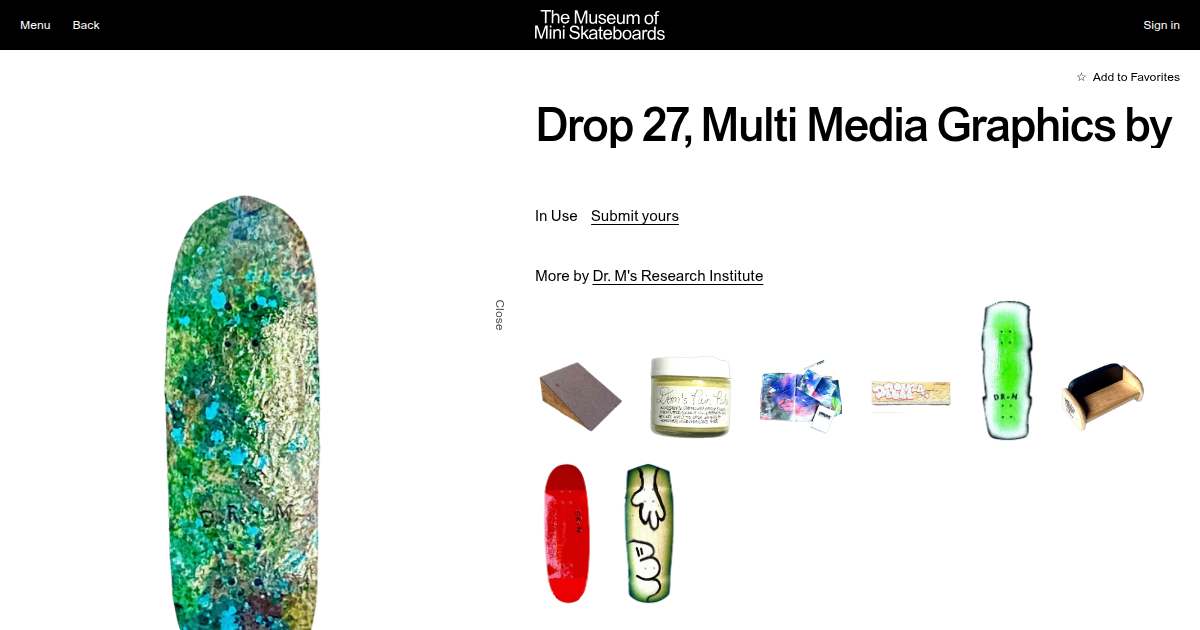 Menu
Back
The Museum of
Mini Skateboards
Sign in
☆ Add to Favorites
Drop 27, Multi Media Graphics by
In Use
Submit yours
More by Dr. M's Research Institute
Close
DR-M